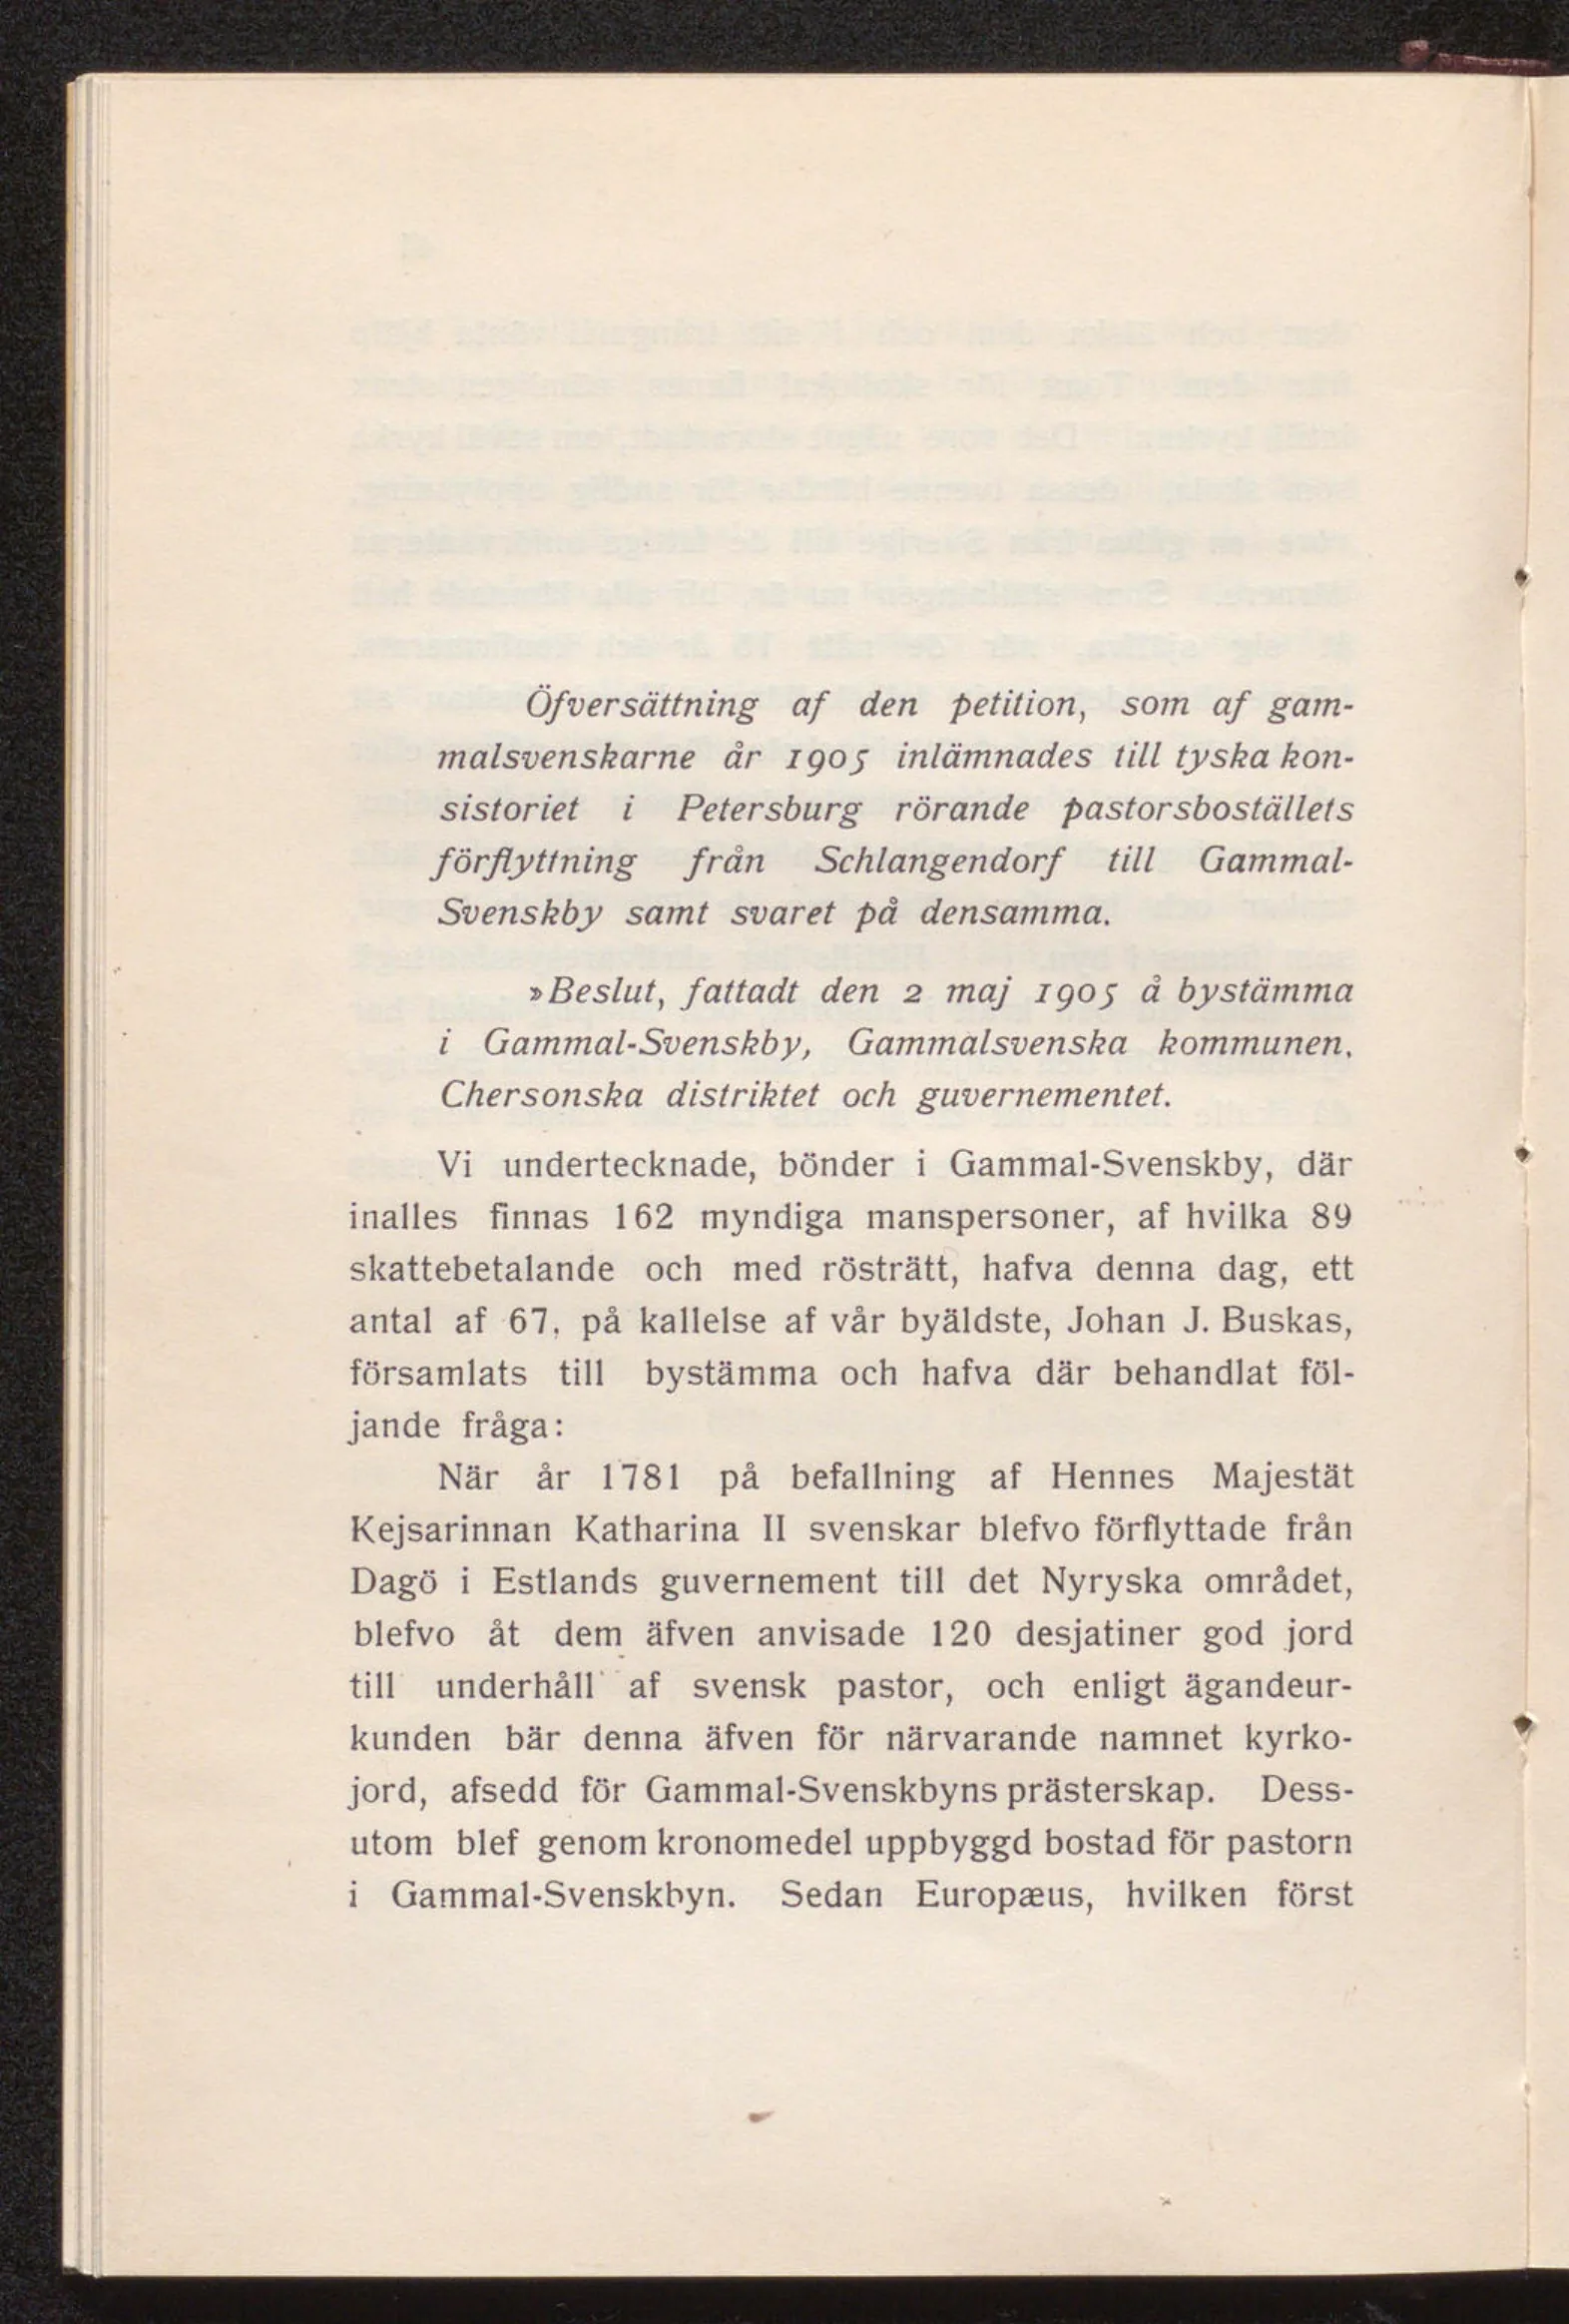 Öfversättning af den petition, som af gam-
malsvenskarne år 1905 inlämnades till tyska kon-
sistoriet i Petersburg rörande pastorsboställets
förflyttning från Schlangendorf till Gammal-
Svenskby samt svaret på densamma.
»Beslut, fattadt den 2 maj 1905 å bystämma
i Gammal-Svenskby, Gammalsvenska kommunen,
Chersonska distriktet och guvernementet.
Vi undertecknade, bönder i Gammal-Svenskby, där
inalles finnas 162 myndiga manspersoner, af hvilka 89
skattebetalande och med rösträtt, hafva denna dag, ett
antal af 67, på kallelse af vår byäldste, Johan J. Buskas,
församlats till bystämma och hafva där behandlat föl-
jande fråga:
När år 1781 på befallning af Hennes Majestät
Kejsarinnan Katharina II svenskar blefvo förflyttade från
Dagö i Estlands guvernement till det Nyryska området,
blefvo åt dem äfven anvisade 120 desjatiner god jord
till underhåll af svensk pastor, och enligt ägandeur-
kunden bär denna äfven för närvarande namnet kyrko-
jord, afsedd för Gammal-Svenskbyns prästerskap. Dess-
utom blef genom kronomedel uppbyggd bostad för pastorn
i Gammal-Svenskbyn. Sedan Europæus, hvilken först